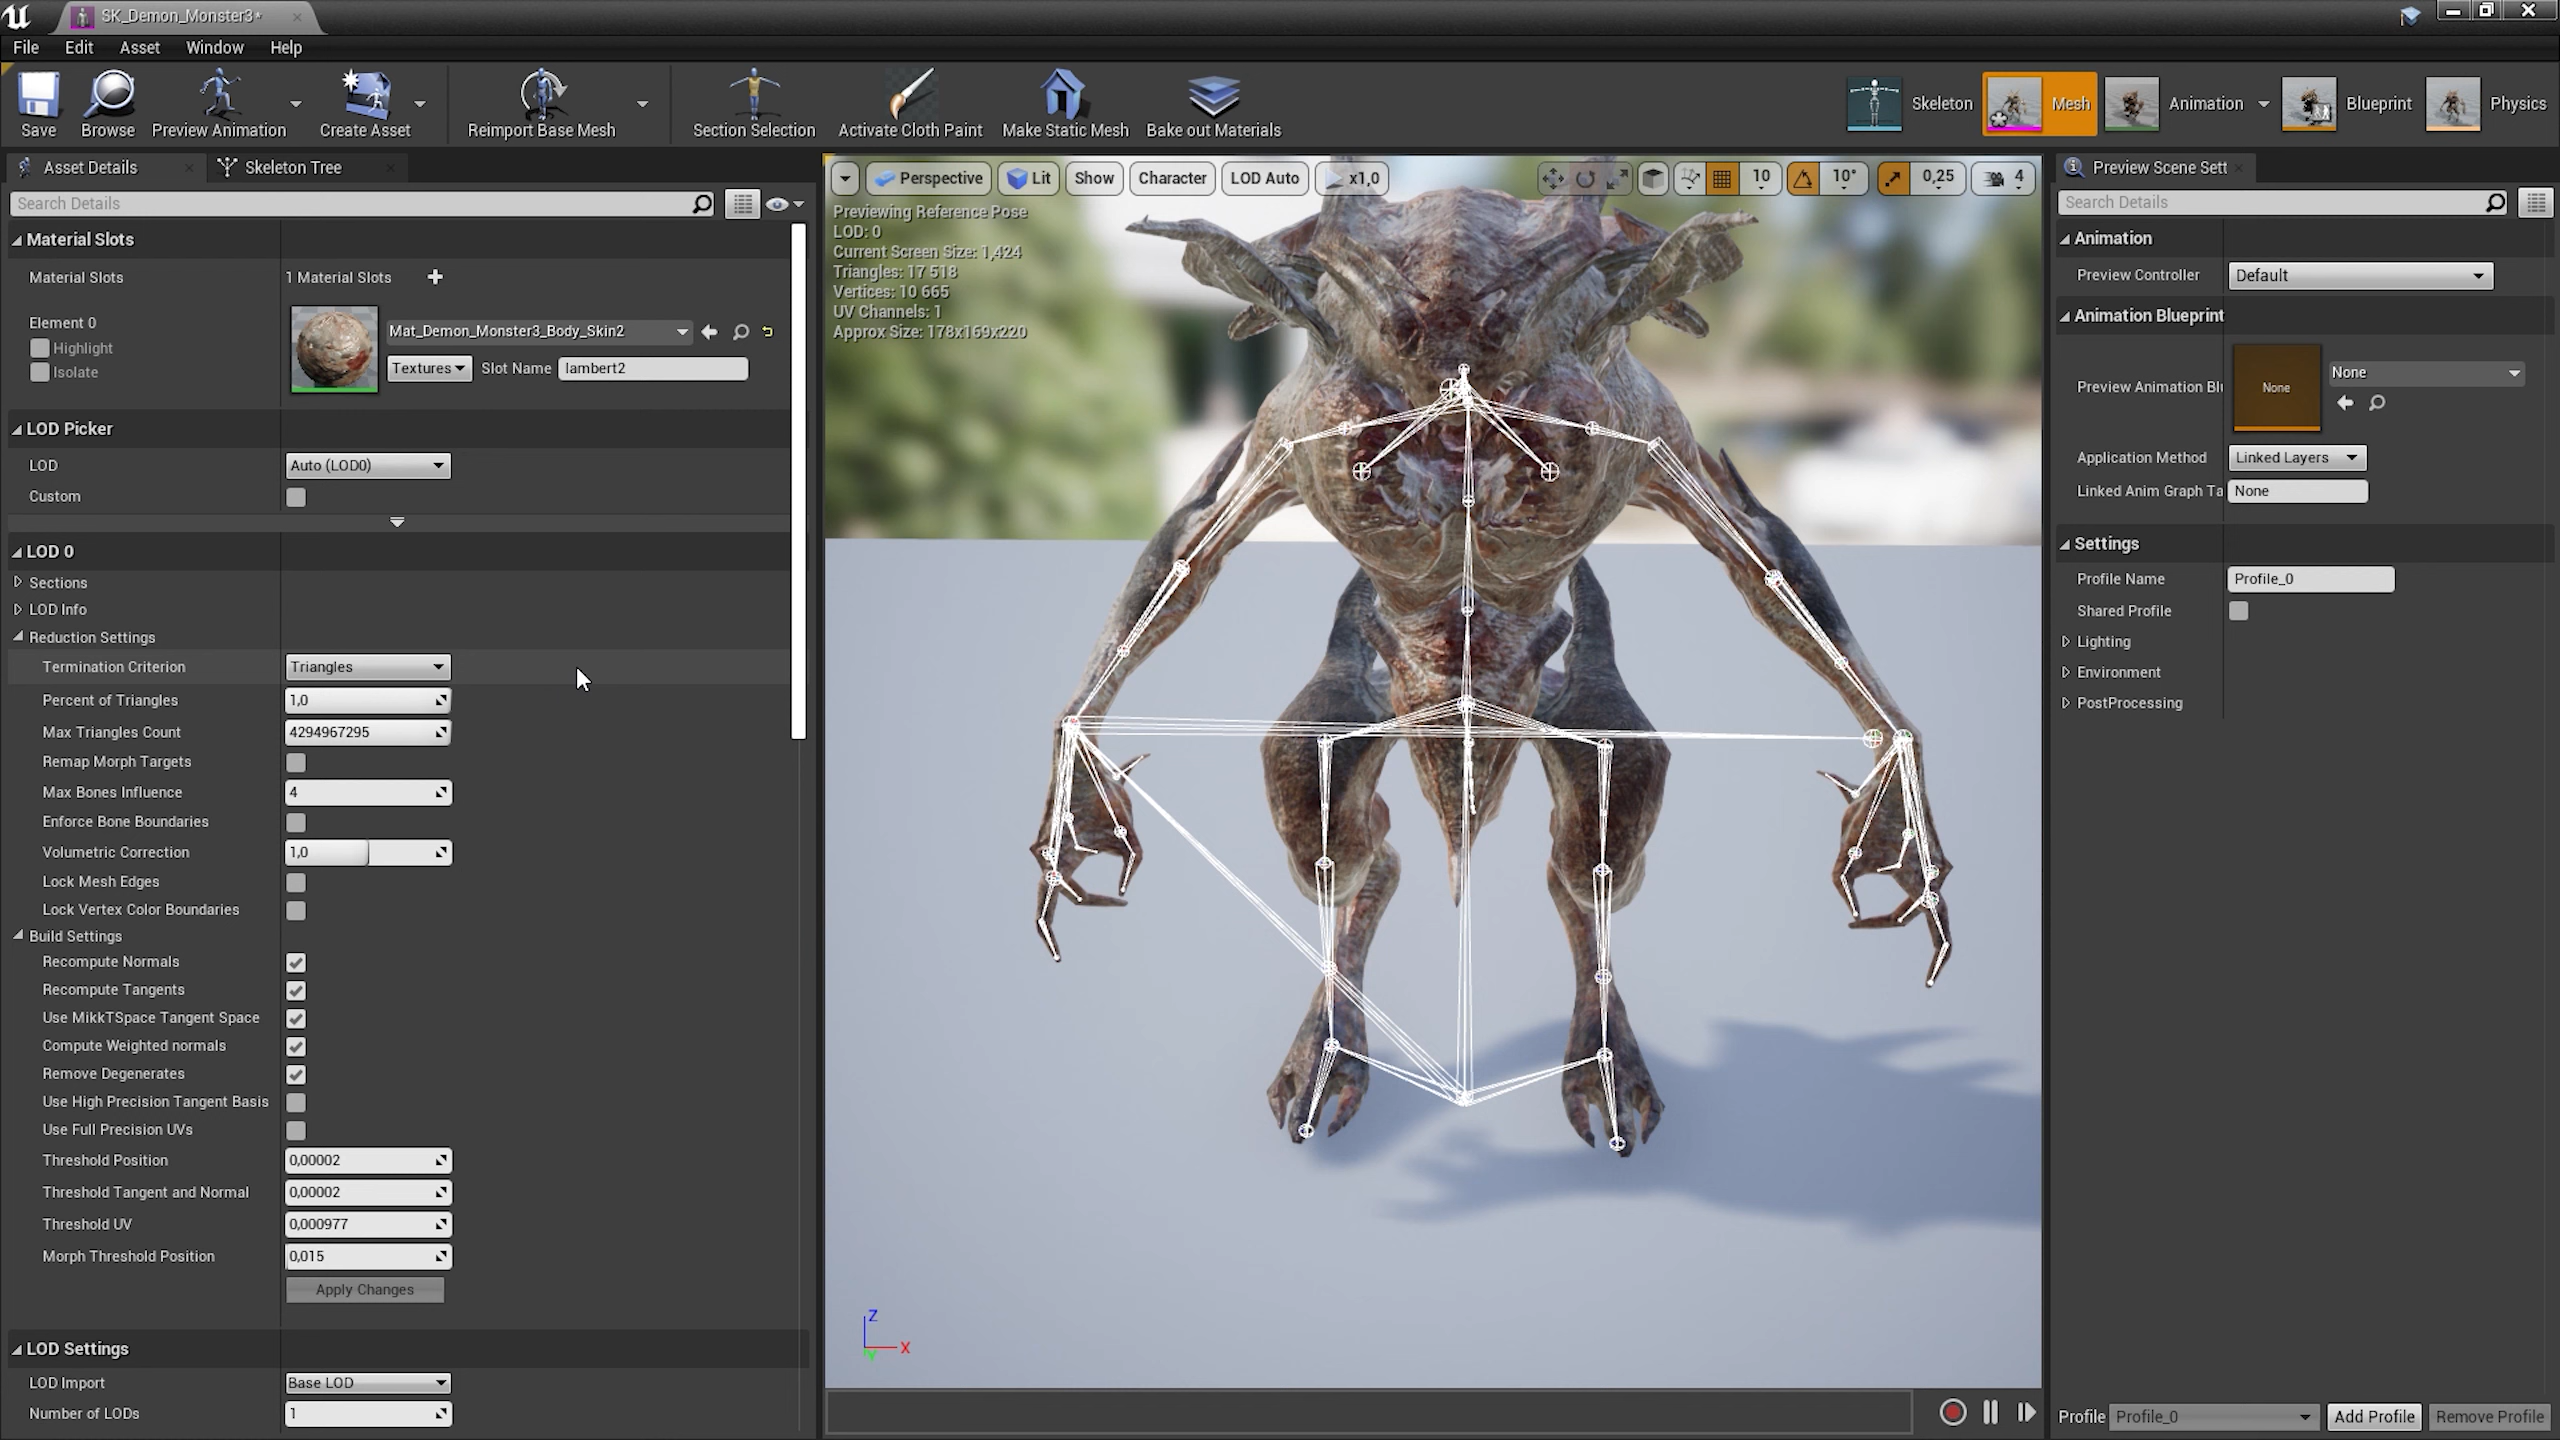 SK_Demon_Monster3*
File Edit Asset Window Help
Save Browse Preview Animation Create Asset Reimport Base Mesh Section Selection Activate Cloth Paint Make Static Mesh Bake out Materials Skeleton Mesh Animation Blueprint Physics
Asset Details
Skeleton Tree
Search Details
Material Slots
Material Slots 1 Material Slots
Element 0
Highlight
Isolate
Mat_Demon_Monster3_Body_Skin2
Textures Slot Name lambert2
LOD Picker
LOD Auto (LOD0)
Custom
LOD 0
Sections
LOD Info
Reduction Settings
Termination Criterion Triangles
Percent of Triangles 1,0
Max Triangles Count 4294967295
Remap Morph Targets
Max Bones Influence 4
Enforce Bone Boundaries
Volumetric Correction 1,0
Lock Mesh Edges
Lock Vertex Color Boundaries
Build Settings
Recompute Normals
Recompute Tangents
Use MikkTSpace Tangent Space
Compute Weighted normals
Remove Degenerates
Use High Precision Tangent Basis
Use Full Precision UVs
Threshold Position 0,00002
Threshold Tangent and Normal 0,00002
Threshold UV 0,000977
Morph Threshold Position 0,015
Apply Changes
LOD Settings
LOD Import Base LOD
Number of LODs 1
Perspective Lit Show Character LOD Auto x1,0 10 10° 0,25 4
Previewing Reference Pose
LOD: 0
Current Screen Size: 1,424
Triangles: 17 518
Vertices: 10 665
UV Channels: 1
Approx Size: 178x169x220
Z
X
Y
Preview Scene Sett
Search Details
Animation
Preview Controller Default
Animation Blueprint
Preview Animation Blu None None
Application Method Linked Layers
Linked Anim Graph Ta None
Settings
Profile Name Profile_0
Shared Profile
Lighting
Environment
PostProcessing
Profile Profile_0 Add Profile Remove Profile